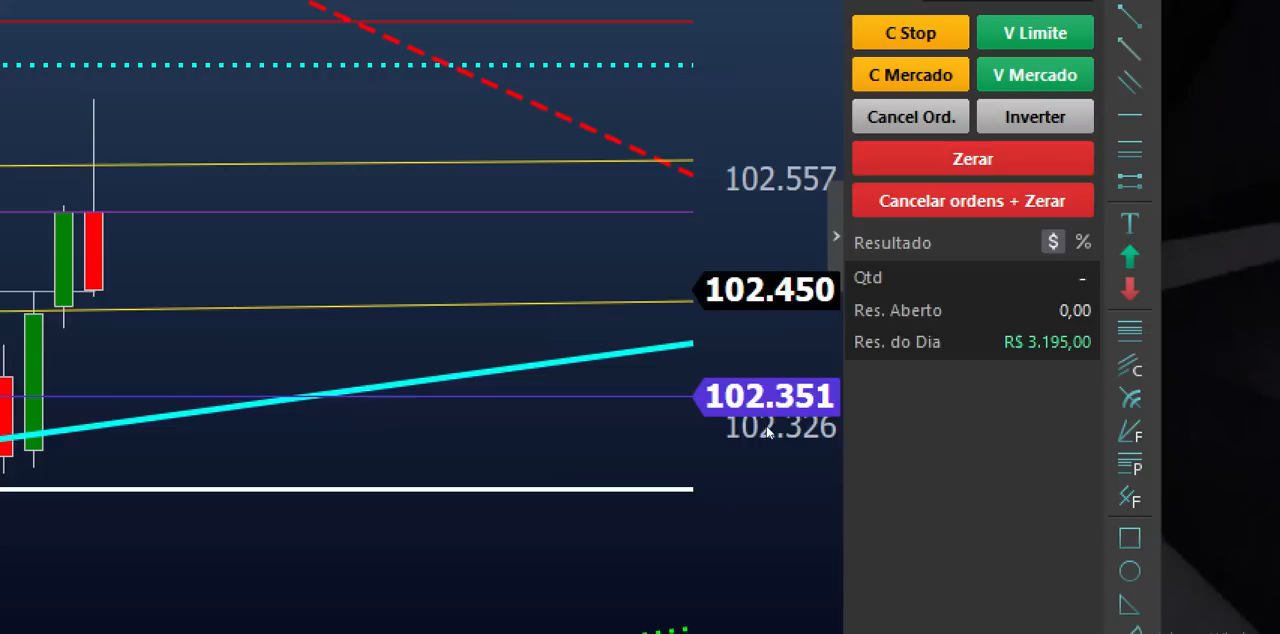 C Stop V Limite
C Mercado V Mercado
Cancel Ord. Inverter
Zerar
102.557
Cancelar ordens + Zerar
Resultado $ %
Qtd -
102.450
Res. Aberto 0,00
Res. do Dia R$ 3.195,00
102.351
102.326
T
C
F
P
F